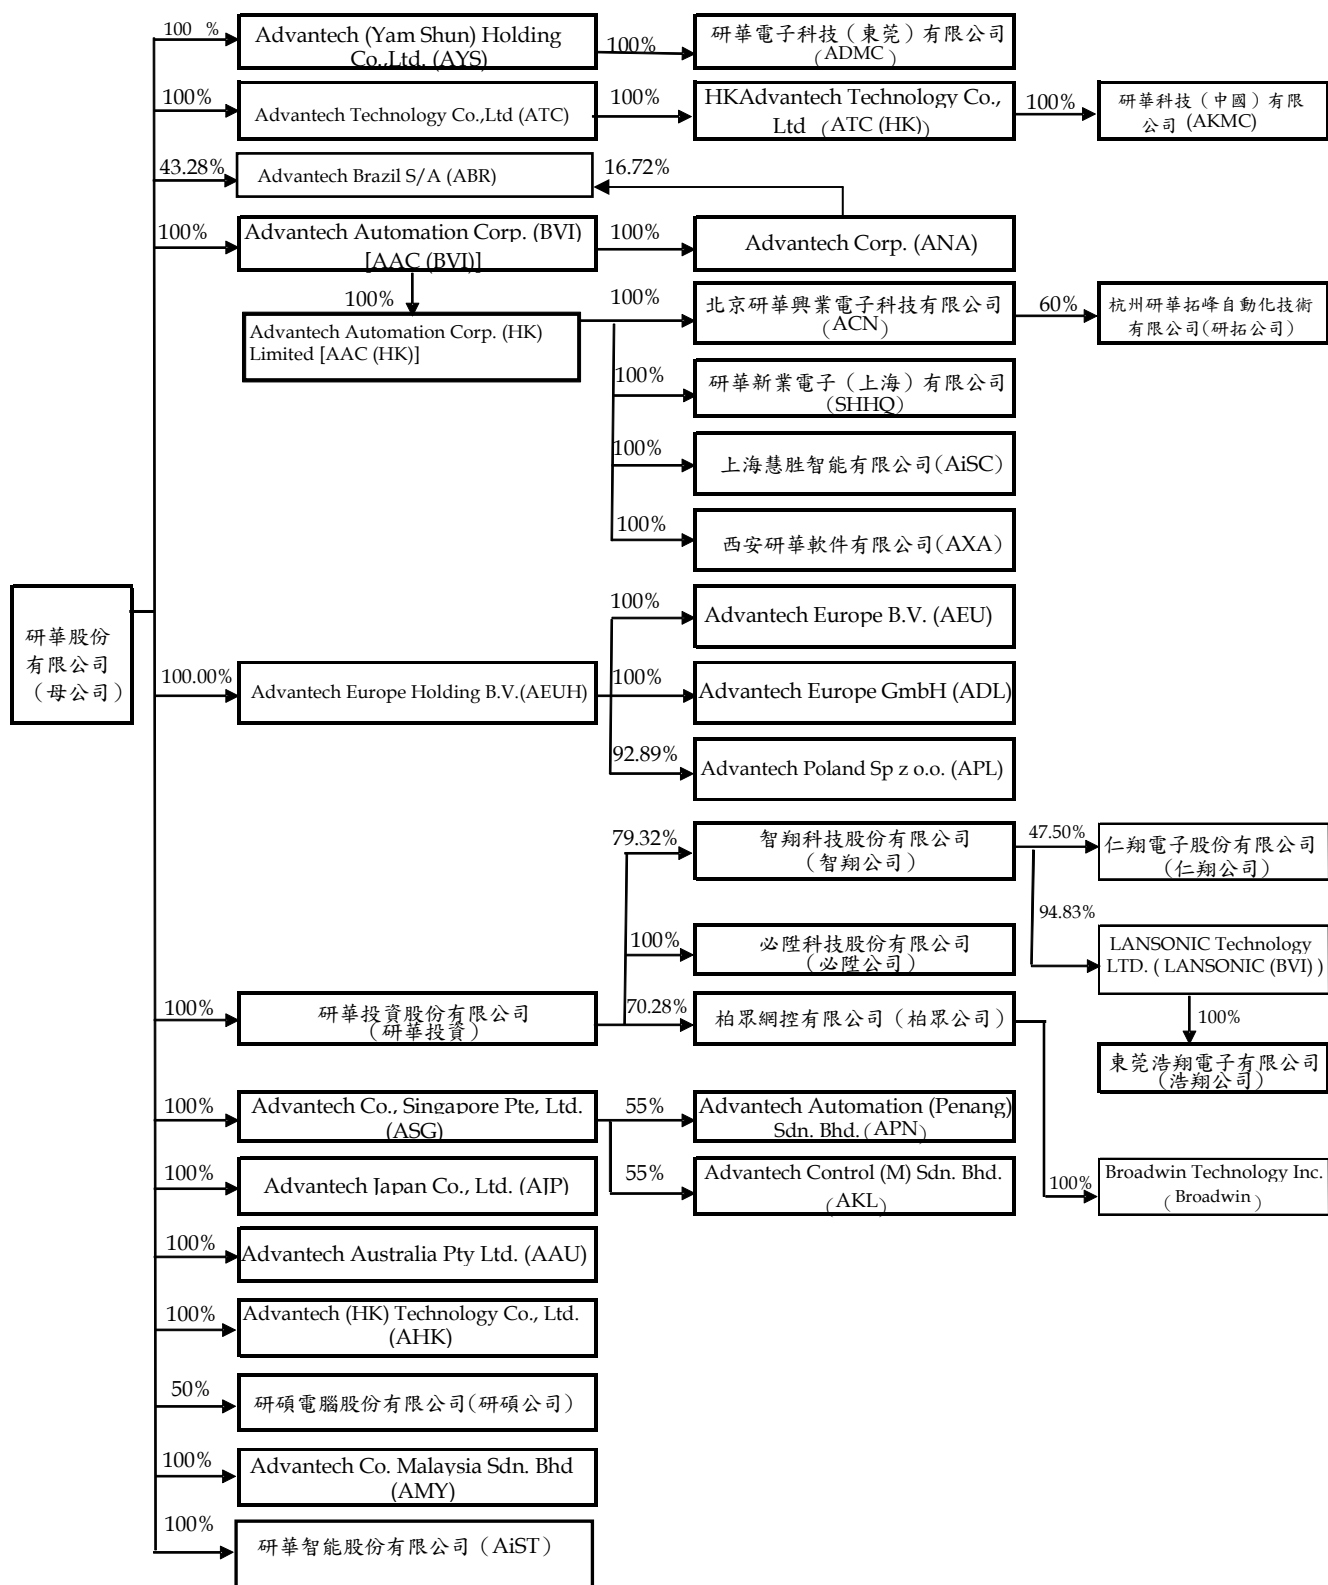 100 %
Advantech (Yam Shun) Holding
Co.,Ltd. (AYS)
100%
研華電子科技（東莞）有限公司
(ADMC)
100%
Advantech Technology Co.,Ltd (ATC)
100%
HKAdvantech Technology Co.,
Ltd (ATC (HK)）
100%
研華科技（中國）有限
公司 (AKMC)
43.28%
Advantech Brazil S/A (ABR)
16.72%
100%
Advantech Automation Corp. (BVI)
[AAC (BVI)]
100%
Advantech Corp. (ANA)
100%
Advantech Automation Corp. (HK)
Limited [AAC (HK)]
100%
北京研華興業電子科技有限公司
(ACN)
60%
杭州研華拓峰自動化技術
有限公司(研拓公司)
100%
研華新業電子（上海）有限公司
(SHHQ)
100%
上海慧胜智能有限公司(AiSC)
100%
西安研華軟件有限公司(AXA)
研華股份
有限公司
（母公司）
100.00%
Advantech Europe Holding B.V.(AEUH)
100%
Advantech Europe B.V. (AEU)
100%
Advantech Europe GmbH (ADL)
92.89%
Advantech Poland Sp z o.o. (APL)
79.32%
智翔科技股份有限公司
（智翔公司）
47.50%
仁翔電子股份有限公司
(仁翔公司)
94.83%
LANSONIC Technology
LTD. ( LANSONIC (BVI) )
100%
必陞科技股份有限公司
（必陞公司）
100%
研華投資股份有限公司
（研華投資）
70.28%
柏眾網控有限公司（柏眾公司）
100%
東莞浩翔電子有限公司
(浩翔公司)
100%
Advantech Co., Singapore Pte, Ltd.
(ASG)
55%
Advantech Automation (Penang)
Sdn. Bhd. (APN)
100%
Advantech Japan Co., Ltd. (AJP)
55%
Advantech Control (M) Sdn. Bhd.
(AKL)
100%
Broadwin Technology Inc.
（Broadwin）
100%
Advantech Australia Pty Ltd. (AAU)
100%
Advantech (HK) Technology Co., Ltd.
(AHK)
50%
研碩電腦股份有限公司(研碩公司)
100%
Advantech Co. Malaysia Sdn. Bhd
(AMY)
100%
研華智能股份有限公司（AiST）